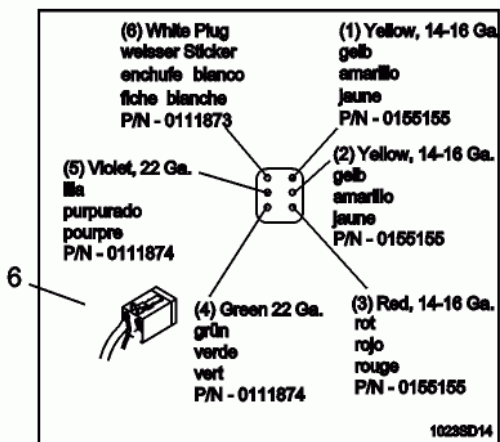 (6) White Plug
weisser Sticker
enchufe blanco
fiche blanche
P/N - 0111873
(1) Yellow, 14-16 Ga.
gelb
amarillo
jaune
P/N - 0155155
(5) Violet, 22 Ga.
lila
purpurado
pourpre
P/N - 0111874
(2) Yellow, 14-16 Ga.
gelb
amarillo
jaune
P/N - 0155155
6
(4) Green 22 Ga.
grün
verde
vert
P/N - 0111874
(3) Red, 14-16 Ga.
rot
rojo
rouge
P/N - 0155155
1023SD14